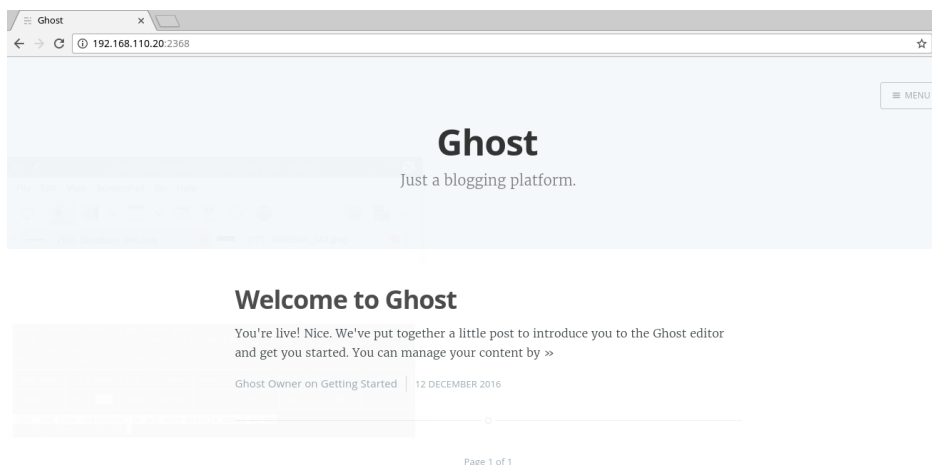 Ghost
192.168.110.20:2368
MENU
Ghost
Just a blogging platform.
Welcome to Ghost
You're live! Nice. We've put together a little post to introduce you to the Ghost editor
and get you started. You can manage your content by »
Ghost Owner on Getting Started | 12 DECEMBER 2016
Page 1 of 1